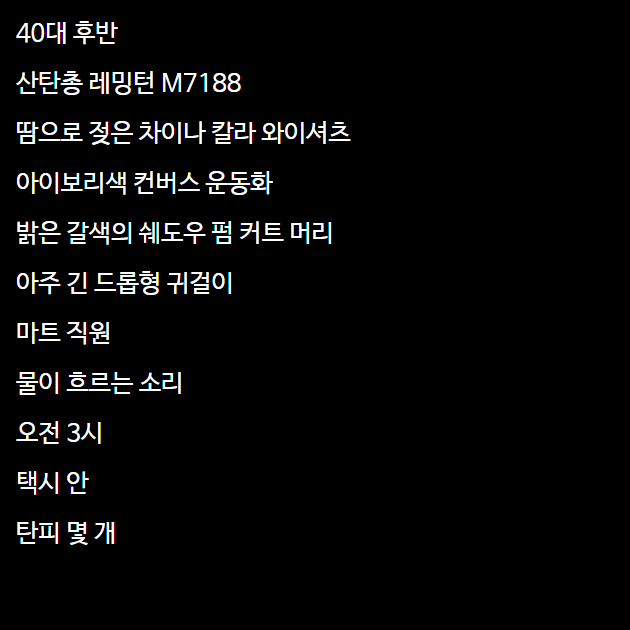 40대 후반
산탄총 레밍턴 M7188
땀으로 젖은 차이나 칼라 와이셔츠
아이보리색 컨버스 운동화
밝은 갈색의 쉐도우 펌 커트 머리
아주 긴 드롭형 귀걸이
마트 직원
물이 흐르는 소리
오전 3시
택시 안
탄피 몇 개